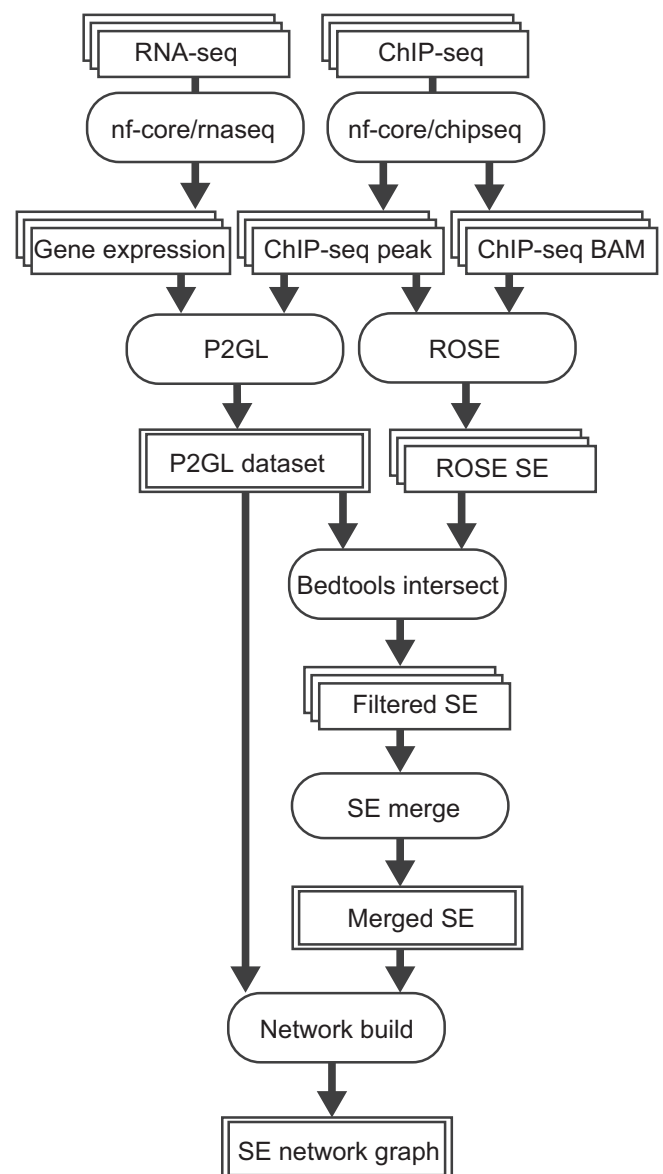 RNA-seq
ChIP-seq
nf-core/rnaseq
nf-core/chipseq
Gene expression
ChIP-seq peak
ChIP-seq BAM
P2GL
ROSE
P2GL dataset
ROSE SE
Bedtools intersect
Filtered SE
SE merge
Merged SE
Network build
SE network graph